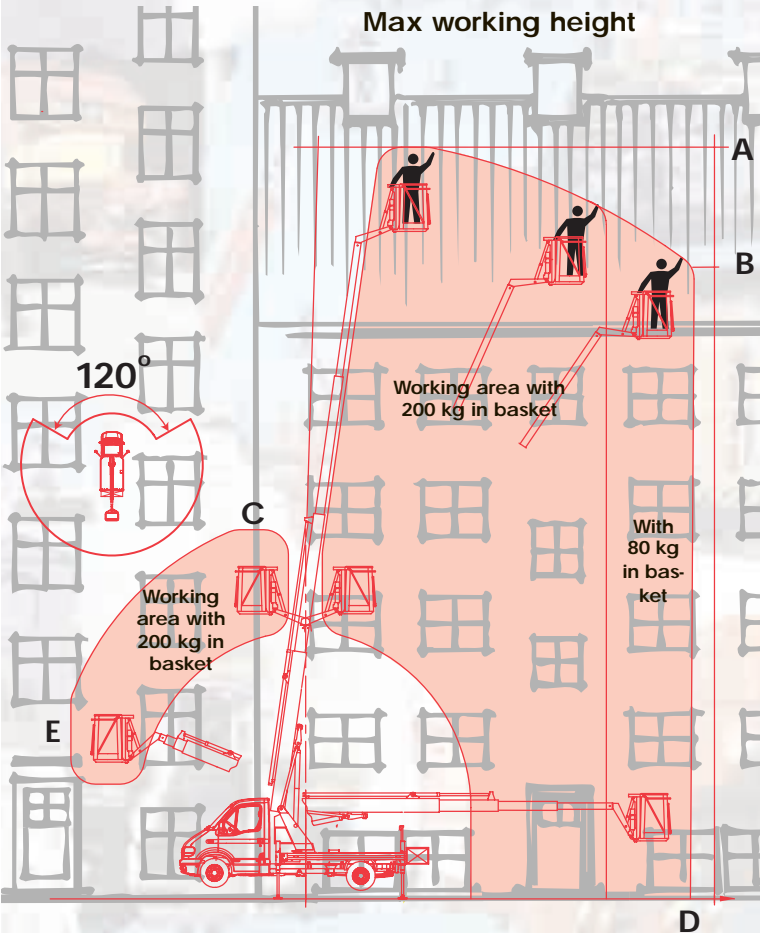 Max working height
A
B
120°
Working area with
200 kg in basket
C
With
80 kg
in bas-
ket
Working
area with
200 kg in
basket
E
D